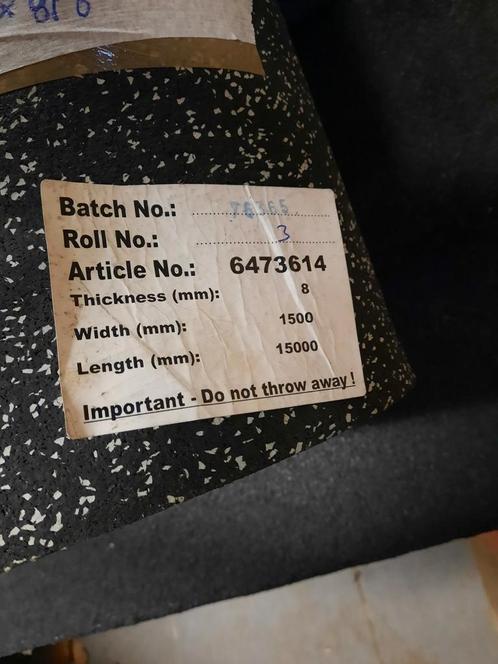 Batch No.: 76365
Roll No.: 3
Article No.: 6473614
Thickness (mm): 8
Width (mm): 1500
Length (mm): 15000
Important - Do not throw away!